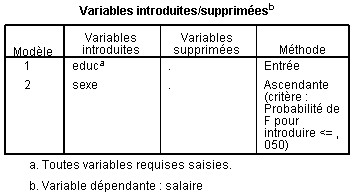 Variables introduites/supprimées^b
Modèle Variables introduites Variables supprimées Méthode
1 educ^a . Entrée
2 sexe . Ascendante
(critère :
Probabilité de
F pour
introduire <= ,
050)
a. Toutes variables requises saisies.
b. Variable dépendante : salaire